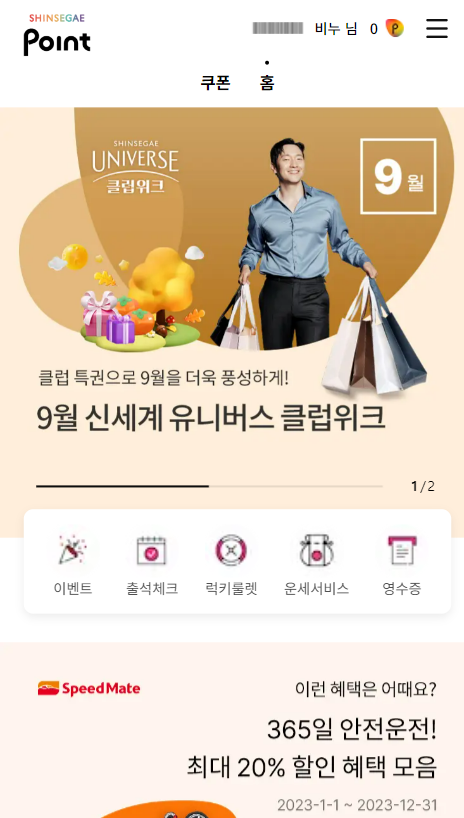 SHINSEGAE
Point
비누 님 0
쿠폰 홈
SHINSEGAE
UNIVERSE
클럽위크
9월
클럽 특권으로 9월을 더욱 풍성하게!
9월 신세계 유니버스 클럽위크
1/2
이벤트 출석체크 럭키룰렛 운세서비스 영수증
SpeedMate 이런 혜택은 어때요?
365일 안전운전!
최대 20% 할인 혜택 모음
2023-1-1 ~ 2023-12-31